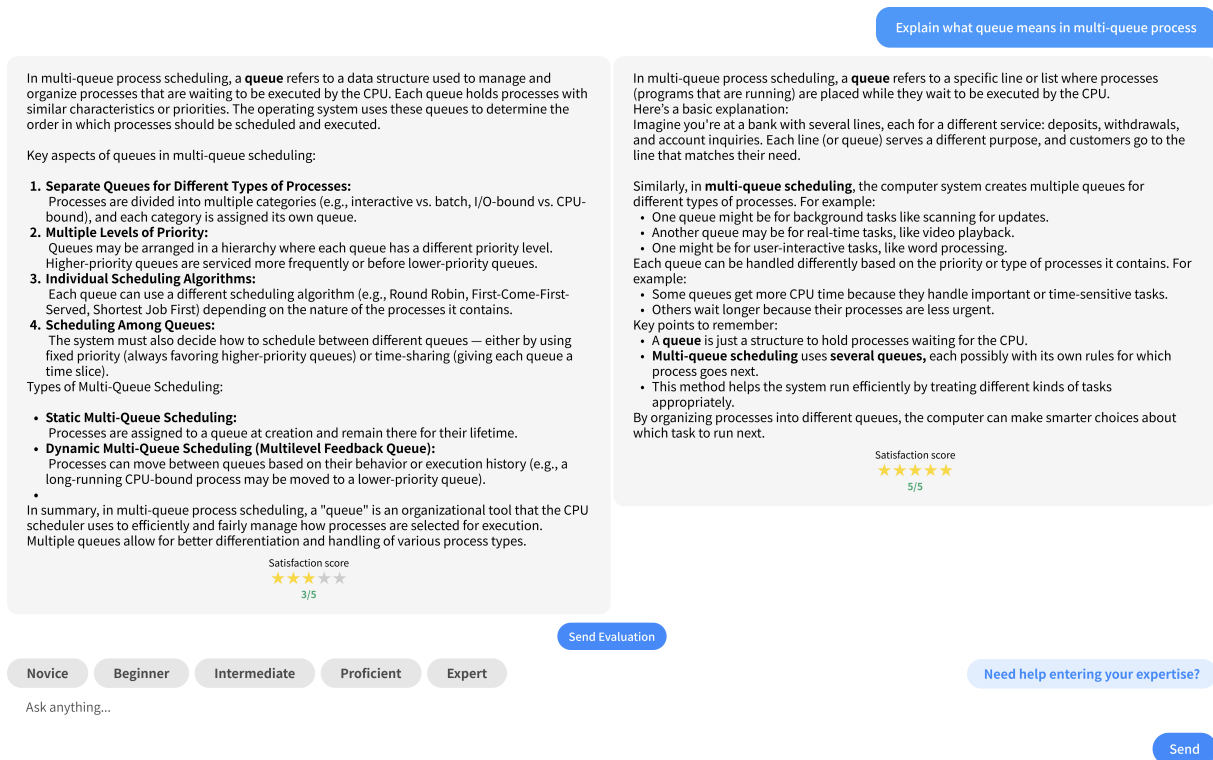 Explain what queue means in multi-queue process
In multi-queue process scheduling, a queue refers to a data structure used to manage and
organize processes that are waiting to be executed by the CPU. Each queue holds processes with
similar characteristics or priorities. The operating system uses these queues to determine the
order in which processes should be scheduled and executed.
Key aspects of queues in multi-queue scheduling:
1. Separate Queues for Different Types of Processes:
Processes are divided into multiple categories (e.g., interactive vs. batch, I/O-bound vs. CPU-
bound), and each category is assigned its own queue.
2. Multiple Levels of Priority:
Queues may be arranged in a hierarchy where each queue has a different priority level.
Higher-priority queues are serviced more frequently or before lower-priority queues.
3. Individual Scheduling Algorithms:
Each queue can use a different scheduling algorithm (e.g., Round Robin, First-Come-First-
Served, Shortest Job First) depending on the nature of the processes it contains.
4. Scheduling Among Queues:
The system must also decide how to schedule between different queues — either by using
fixed priority (always favoring higher-priority queues) or time-sharing (giving each queue a
time slice).
Types of Multi-Queue Scheduling:
• Static Multi-Queue Scheduling:
Processes are assigned to a queue at creation and remain there for their lifetime.
• Dynamic Multi-Queue Scheduling (Multilevel Feedback Queue):
Processes can move between queues based on their behavior or execution history (e.g., a
long-running CPU-bound process may be moved to a lower-priority queue).
•
In summary, in multi-queue process scheduling, a "queue" is an organizational tool that the CPU
scheduler uses to efficiently and fairly manage how processes are selected for execution.
Multiple queues allow for better differentiation and handling of various process types.
Satisfaction score
★★★★★
3/5
In multi-queue process scheduling, a queue refers to a specific line or list where processes
(programs that are running) are placed while they wait to be executed by the CPU.
Here's a basic explanation:
Imagine you're at a bank with several lines, each for a different service: deposits, withdrawals,
and account inquiries. Each line (or queue) serves a different purpose, and customers go to the
line that matches their need.
Similarly, in multi-queue scheduling, the computer system creates multiple queues for
different types of processes. For example:
• One queue might be for background tasks like scanning for updates.
• Another queue may be for real-time tasks, like video playback.
• One might be for user-interactive tasks, like word processing.
Each queue can be handled differently based on the priority or type of processes it contains. For
example:
• Some queues get more CPU time because they handle important or time-sensitive tasks.
• Others wait longer because their processes are less urgent.
Key points to remember:
• A queue is just a structure to hold processes waiting for the CPU.
• Multi-queue scheduling uses several queues, each possibly with its own rules for which
process goes next.
• This method helps the system run efficiently by treating different kinds of tasks
appropriately.
By organizing processes into different queues, the computer can make smarter choices about
which task to run next.
Satisfaction score
★★★★★
5/5
Send Evaluation
Novice Beginner Intermediate Proficient Expert
Need help entering your expertise?
Ask anything...
Send